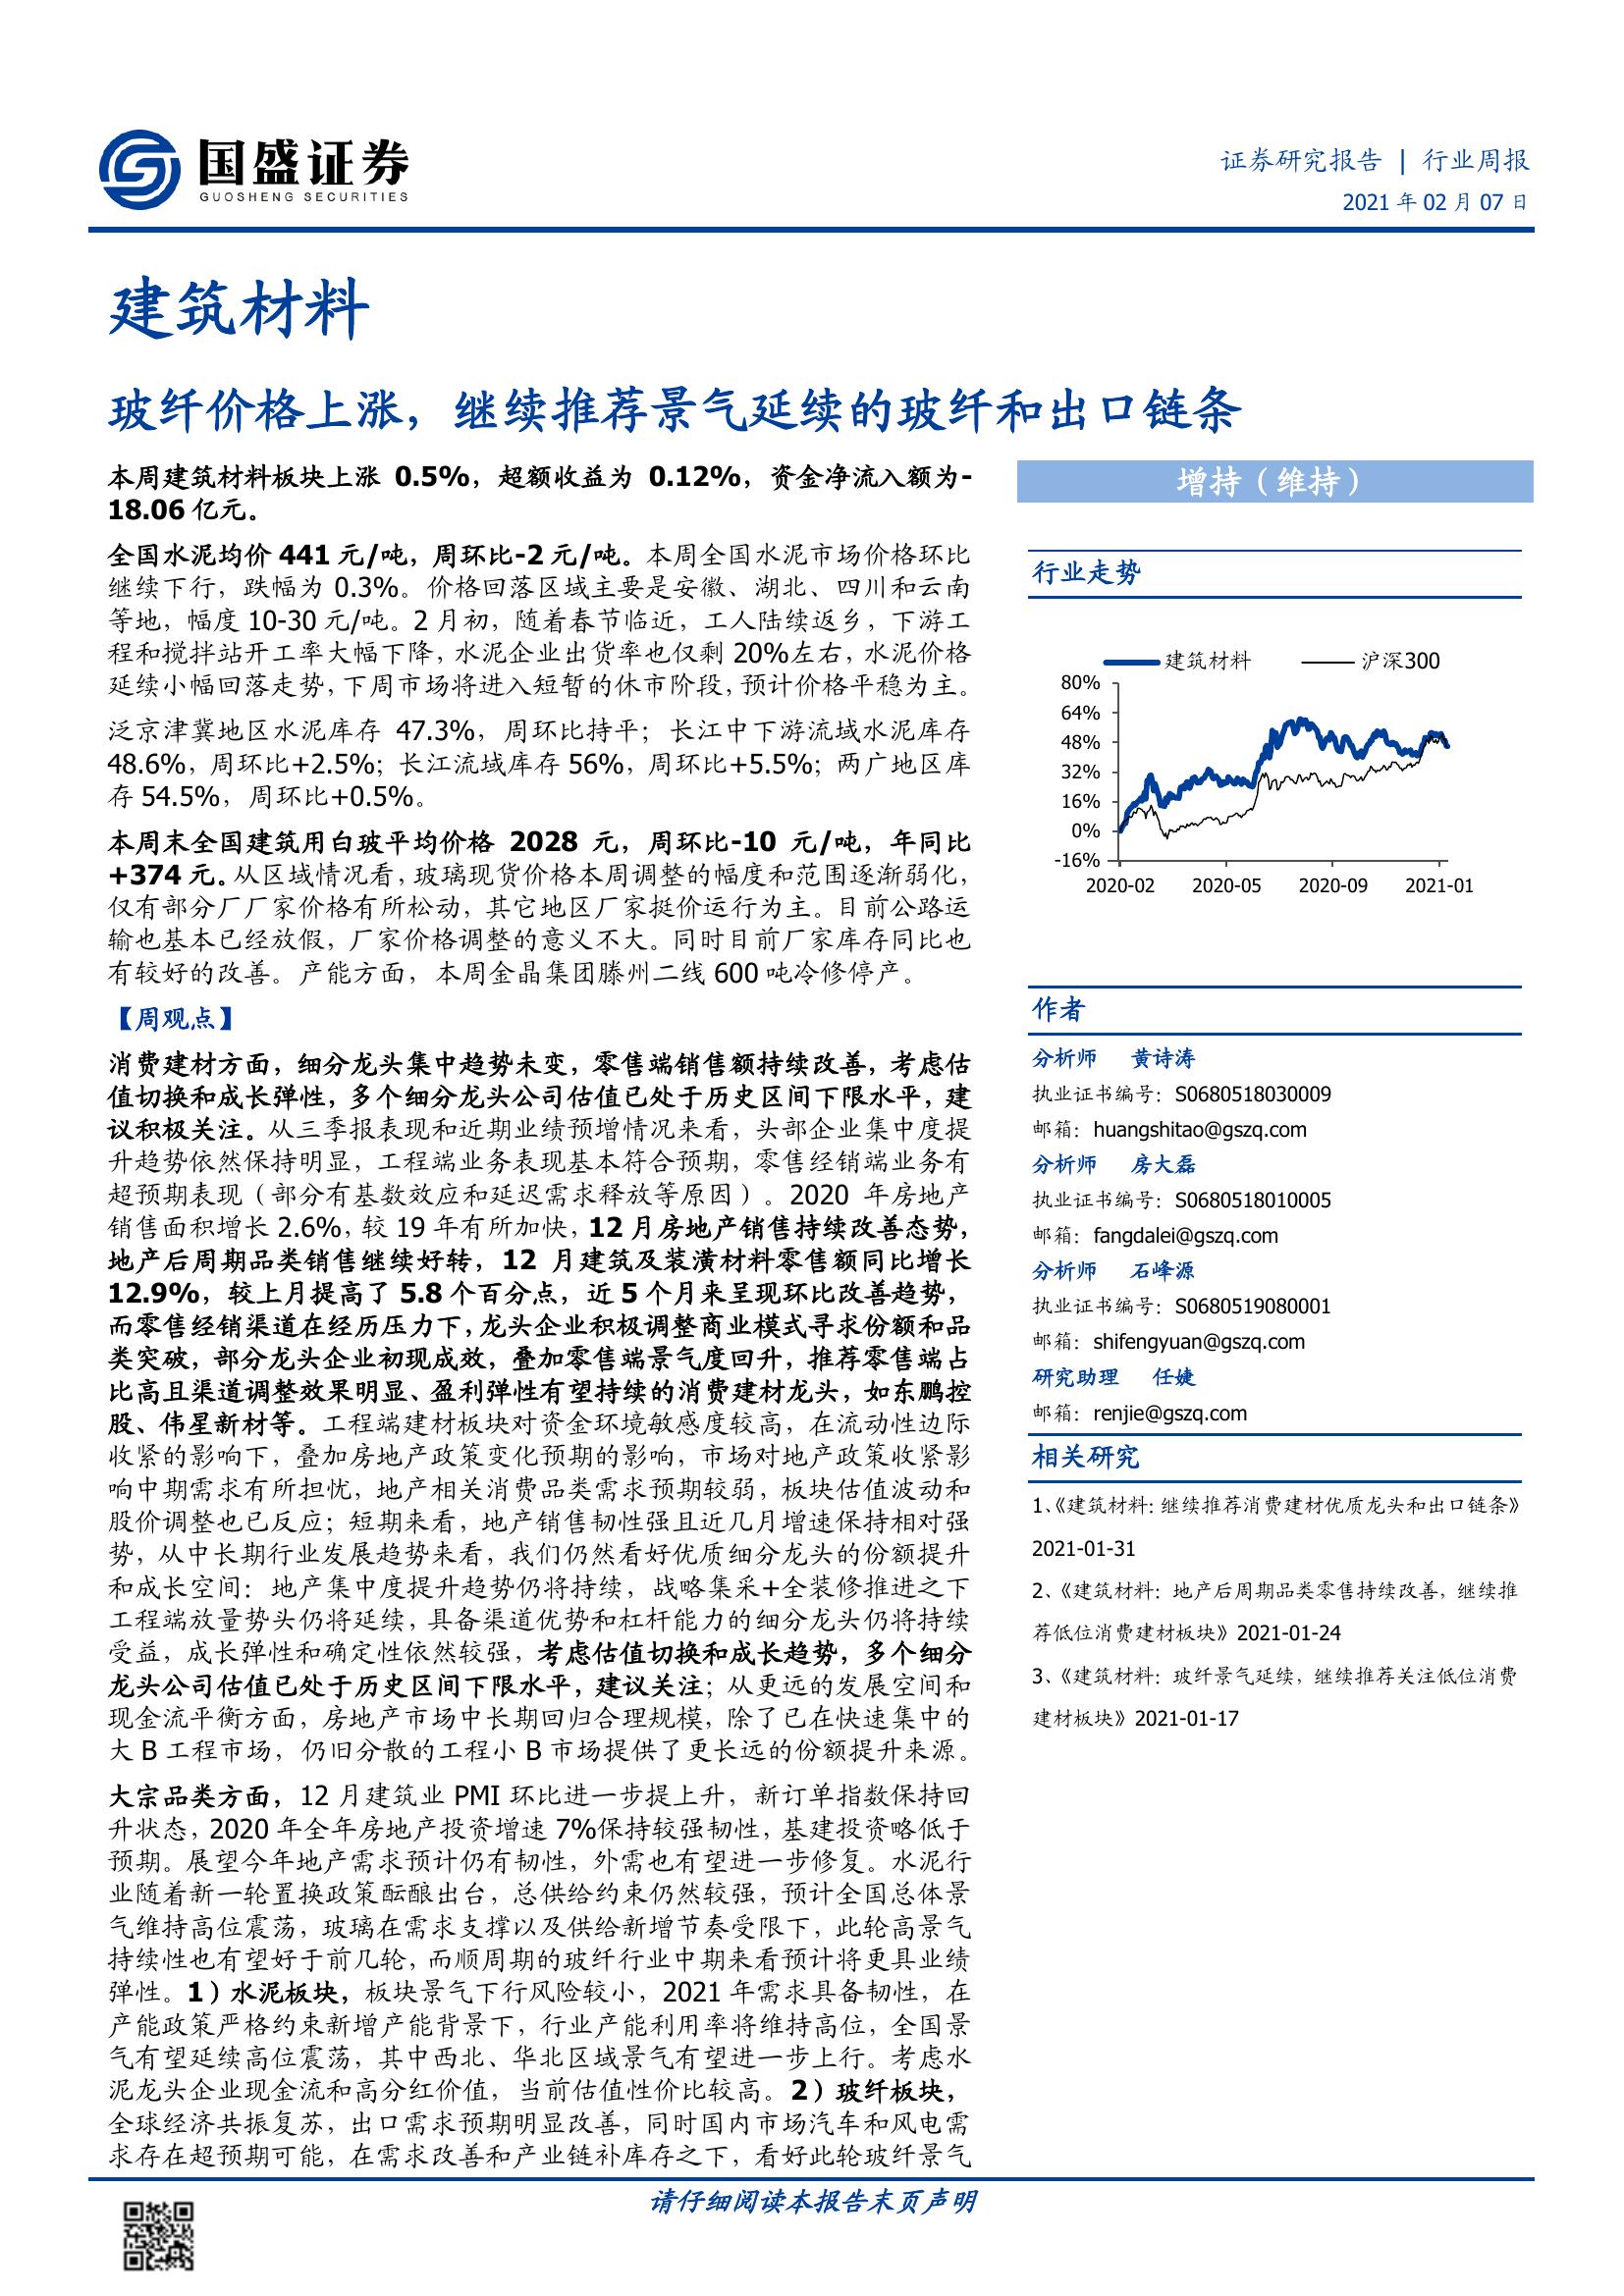 国盛证券
GUOSHENG SECURITIES
证券研究报告 | 行业周报
2021 年 02 月 07 日
建筑材料
玻纤价格上涨，继续推荐景气延续的玻纤和出口链条
本周建筑材料板块上涨 0.5%，超额收益为 0.12%，资金净流入额为-
18.06 亿元。
全国水泥均价 441 元/吨，周环比-2 元/吨。本周全国水泥市场价格环比
继续下行，跌幅为 0.3%。价格回落区域主要是安徽、湖北、四川和云南
等地，幅度 10-30 元/吨。2 月初，随着春节临近，工人陆续返乡，下游工
程和搅拌站开工率大幅下降，水泥企业出货率也仅剩 20%左右，水泥价格
延续小幅回落走势，下周市场将进入短暂的休市阶段，预计价格平稳为主。
泛京津冀地区水泥库存 47.3%，周环比持平；长江中下游流域水泥库存
48.6%，周环比+2.5%；长江流域库存 56%，周环比+5.5%；两广地区库
存 54.5%，周环比+0.5%。
本周末全国建筑用白玻平均价格 2028 元，周环比-10 元/吨，年同比
+374 元。从区域情况看，玻璃现货价格本周调整的幅度和范围逐渐弱化，
仅有部分厂厂家价格有所松动，其它地区厂家挺价运行为主。目前公路运
输也基本已经放假，厂家价格调整的意义不大。同时目前厂家库存同比也
有较好的改善。产能方面，本周金晶集团滕州二线 600 吨冷修停产。
【周观点】
消费建材方面，细分龙头集中趋势未变，零售端销售额持续改善，考虑估
值切换和成长弹性，多个细分龙头公司估值已处于历史区间下限水平，建
议积极关注。从三季报表现和近期业绩预增情况来看，头部企业集中度提
升趋势依然保持明显，工程端业务表现基本符合预期，零售经销端业务有
超预期表现（部分有基数效应和延迟需求释放等原因）。2020 年房地产
销售面积增长 2.6%，较 19 年有所加快，12 月房地产销售持续改善态势，
地产后周期品类销售继续好转，12 月建筑及装潢材料零售额同比增长
12.9%，较上月提高了 5.8 个百分点，近 5 个月来呈现环比改善趋势，
而零售经销渠道在经历压力下，龙头企业积极调整商业模式寻求份额和品
类突破，部分龙头企业初现成效，叠加零售端景气度回升，推荐零售端占
比高且渠道调整效果明显、盈利弹性有望持续的消费建材龙头，如东鹏控
股、伟星新材等。工程端建材板块对资金环境敏感度较高，在流动性边际
收紧的影响下，叠加房地产政策变化预期的影响，市场对地产政策收紧影
响中期需求有所担忧，地产相关消费品类需求预期较弱，板块估值波动和
股价调整也已反应；短期来看，地产销售韧性强且近几月增速保持相对强
势，从中长期行业发展趋势来看，我们仍然看好优质细分龙头的份额提升
和成长空间：地产集中度提升趋势仍将持续，战略集采+全装修推进之下
工程端放量势头仍将延续，具备渠道优势和杠杆能力的细分龙头仍将持续
受益，成长弹性和确定性依然较强，考虑估值切换和成长趋势，多个细分
龙头公司估值已处于历史区间下限水平，建议关注；从更远的发展空间和
现金流平衡方面，房地产市场中长期回归合理规模，除了已在快速集中的
大 B 工程市场，仍旧分散的工程小 B 市场提供了更长远的份额提升来源。
大宗品类方面，12 月建筑业 PMI 环比进一步提上升，新订单指数保持回
升状态，2020 年全年房地产投资增速 7%保持较强韧性，基建投资略低于
预期。展望今年地产需求预计仍有韧性，外需也有望进一步修复。水泥行
业随着新一轮置换政策酝酿出台，总供给约束仍然较强，预计全国总体景
气维持高位震荡，玻璃在需求支撑以及供给新增节奏受限下，此轮高景气
持续性也有望好于前几轮，而顺周期的玻纤行业中期来看预计将更具业绩
弹性。1）水泥板块，板块景气下行风险较小，2021 年需求具备韧性，在
产能政策严格约束新增产能背景下，行业产能利用率将维持高位，全国景
气有望延续高位震荡，其中西北、华北区域景气有望进一步上行。考虑水
泥龙头企业现金流和高分红价值，当前估值性价比较高。2）玻纤板块，
全球经济共振复苏，出口需求预期明显改善，同时国内市场汽车和风电需
求存在超预期可能，在需求改善和产业链补库存之下，看好此轮玻纤景气
增持（维持）
行业走势
建筑材料 沪深300
80%
64%
48%
32%
16%
0%
-16%
2020-02 2020-05 2020-09 2021-01
作者
分析师 黄诗涛
执业证书编号：S0680518030009
邮箱：huangshitao@gszq.com
分析师 房大磊
执业证书编号：S0680518010005
邮箱：fangdalei@gszq.com
分析师 石峰源
执业证书编号：S0680519080001
邮箱：shifengyuan@gszq.com
研究助理 任婕
邮箱：renjie@gszq.com
相关研究
1、《建筑材料：继续推荐消费建材优质龙头和出口链条》
2021-01-31
2、《建筑材料：地产后周期品类零售持续改善，继续推
荐低位消费建材板块》2021-01-24
3、《建筑材料：玻纤景气延续，继续推荐关注低位消费
建材板块》2021-01-17
请仔细阅读本报告末页声明